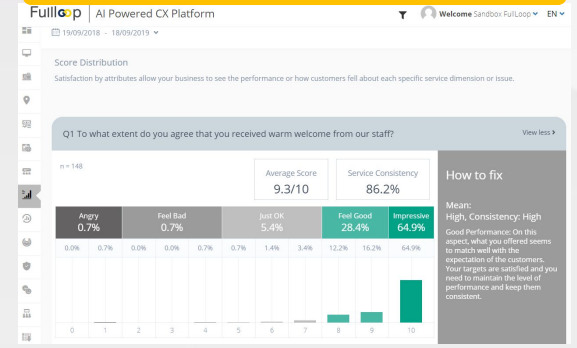 Fullloop AI Powered CX Platform
Welcome Sandbox FullLoop EN
19/09/2018 - 18/09/2019
Score Distribution
Satisfaction by attributes allow your business to see the performance or how customers fell about each specific service dimension or issue.
Q1 To what extent do you agree that you received warm welcome from our staff?
View less
n = 148
Average Score
9.3/10
Service Consistency
86.2%
Angry
0.7%
Feel Bad
0.7%
Just OK
5.4%
Feel Good
28.4%
Impressive
64.9%
0.0% 0.7% 0.0% 0.0% 0.7% 0.7% 1.4% 3.4% 12.2% 16.2% 64.9%
0 1 2 3 4 5 6 7 8 9 10
How to fix
Mean:
High, Consistency: High
Good Performance: On this
aspect, what you offered seems
to match well with the
expectation of the customers.
Your targets are satisfied and you
need to maintain the level of
performance and keep them
consistent.